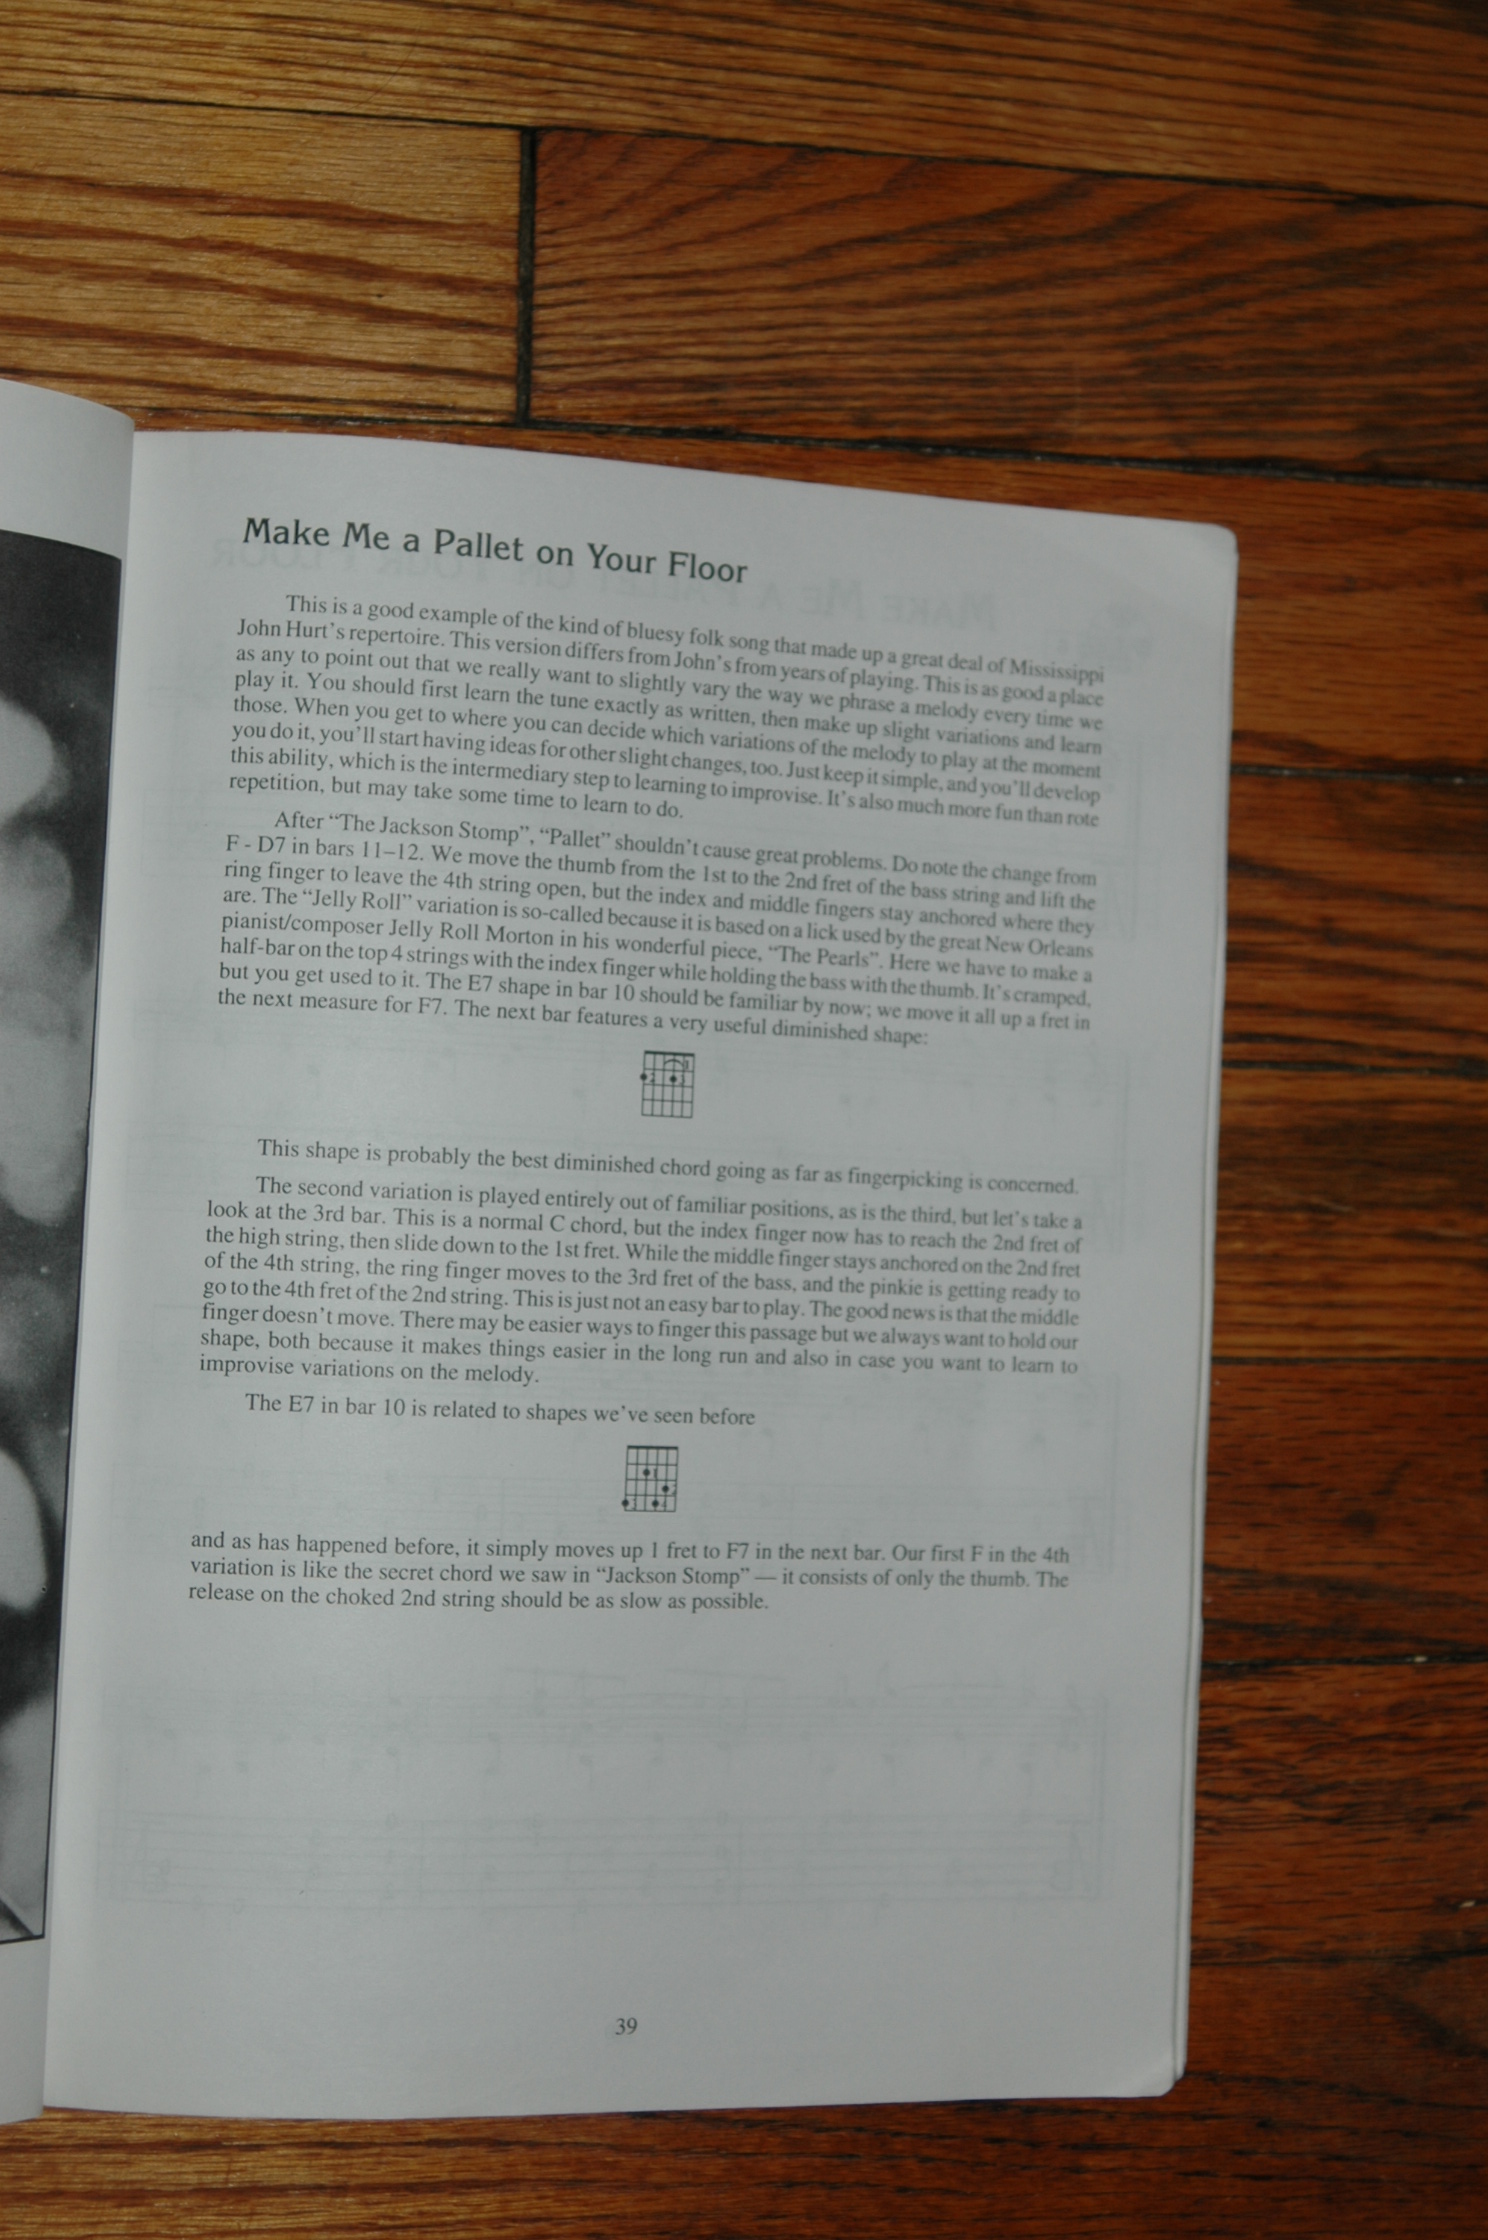 Make Me a Pallet on Your Floor
This is a good example of the kind of bluesy folk song that made up a great deal of Mississippi
John Hurt's repertoire. This version differs from John's from years of playing. This is as good a place
as any to point out that we really want to slightly vary the way we phrase a melody every time we
play it. You should first learn the tune exactly as written, then make up slight variations and learn
those. When you get to where you can decide which variations of the melody to play at the moment
you do it, you'll start having ideas for other slight changes, too. Just keep it simple, and you'll develop
this ability, which is the intermediary step to learning to improvise. It's also much more fun than rote
repetition, but may take some time to learn to do.
After “The Jackson Stomp”, “Pallet” shouldn't cause great problems. Do note the change from
F - D7 in bars 11–12. We move the thumb from the 1st to the 2nd fret of the bass string and lift the
ring finger to leave the 4th string open, but the index and middle fingers stay anchored where they
are. The “Jelly Roll” variation is so-called because it is based on a lick used by the great New Orleans
pianist/composer Jelly Roll Morton in his wonderful piece, “The Pearls”. Here we have to make a
half-bar on the top 4 strings with the index finger while holding the bass with the thumb. It's cramped,
but you get used to it. The E7 shape in bar 10 should be familiar by now; we move it all up a fret in
the next measure for F7. The next bar features a very useful diminished shape:
1
2 3
This shape is probably the best diminished chord going as far as fingerpicking is concerned.
The second variation is played entirely out of familiar positions, as is the third, but let's take a
look at the 3rd bar. This is a normal C chord, but the index finger now has to reach the 2nd fret of
the high string, then slide down to the 1st fret. While the middle finger stays anchored on the 2nd fret
of the 4th string, the ring finger moves to the 3rd fret of the bass, and the pinkie is getting ready to
go to the 4th fret of the 2nd string. This is just not an easy bar to play. The good news is that the middle
finger doesn't move. There may be easier ways to finger this passage but we always want to hold our
shape, both because it makes things easier in the long run and also in case you want to learn to
improvise variations on the melody.
The E7 in bar 10 is related to shapes we've seen before
1
2
3 4
and as has happened before, it simply moves up 1 fret to F7 in the next bar. Our first F in the 4th
variation is like the secret chord we saw in “Jackson Stomp” — it consists of only the thumb. The
release on the choked 2nd string should be as slow as possible.
39